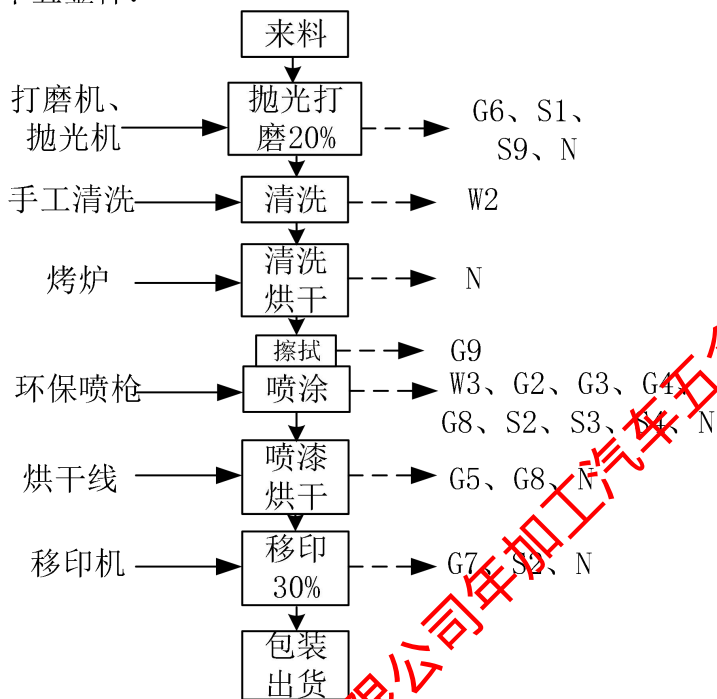 来料
打磨机、
抛光机
抛光打
磨20%
G6、S1、
S9、N
手工清洗
清洗
W2
烤炉
清洗
烘干
N
擦拭
G9
环保喷枪
喷涂
W3、G2、G3、G4、
G8、S2、S3、S4、N
烘干线
喷漆
烘干
G5、G8、N
移印机
移印
30%
G7、S2、N
包装
出货
限公司年加工汽车五金